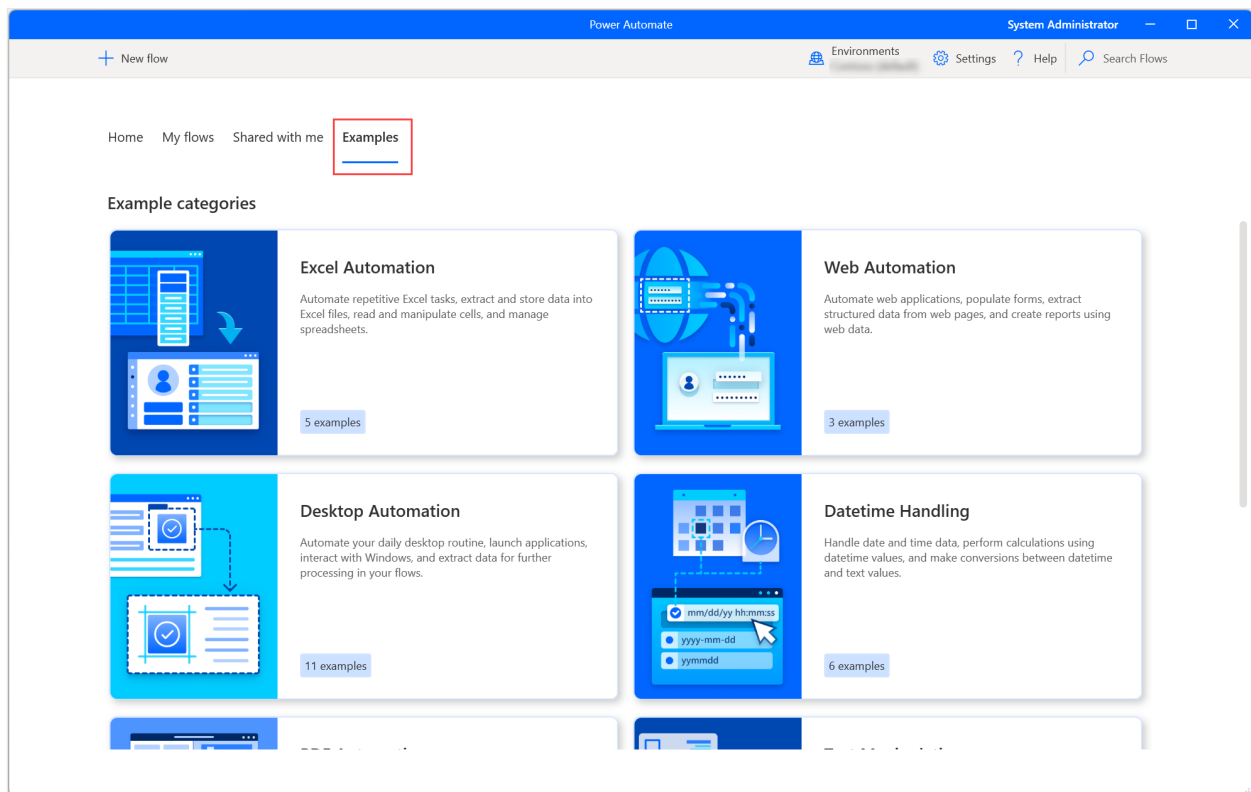 Power Automate
System Administrator
New flow
Environments
Settings
Help
Search Flows
Home
My flows
Shared with me
Examples
Example categories
Excel Automation
Automate repetitive Excel tasks, extract and store data into
Excel files, read and manipulate cells, and manage
spreadsheets.
5 examples
Web Automation
Automate web applications, populate forms, extract
structured data from web pages, and create reports using
web data.
3 examples
Desktop Automation
Automate your daily desktop routine, launch applications,
interact with Windows, and extract data for further
processing in your flows.
11 examples
mm/dd/yy hh:mm:ss
yyyy-mm-dd
yymmdd
Datetime Handling
Handle date and time data, perform calculations using
datetime values, and make conversions between datetime
and text values.
6 examples